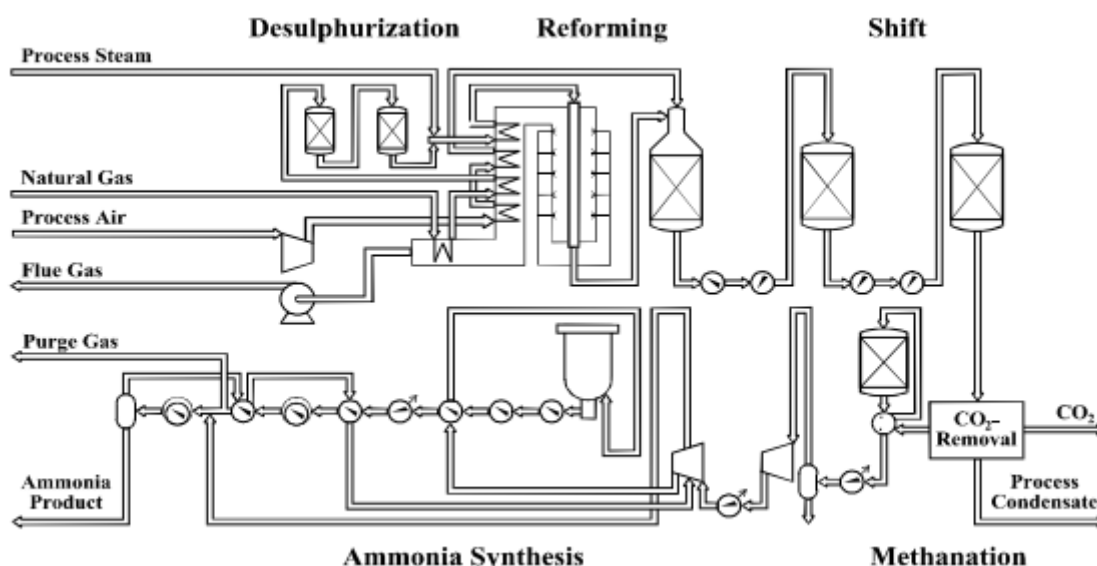 Desulphurization
Reforming
Shift
Process Steam
Natural Gas
Process Air
Flue Gas
Purge Gas
CO₂–
Removal
CO₂
Ammonia
Product
Process
Condensate
Ammonia Synthesis
Methanation